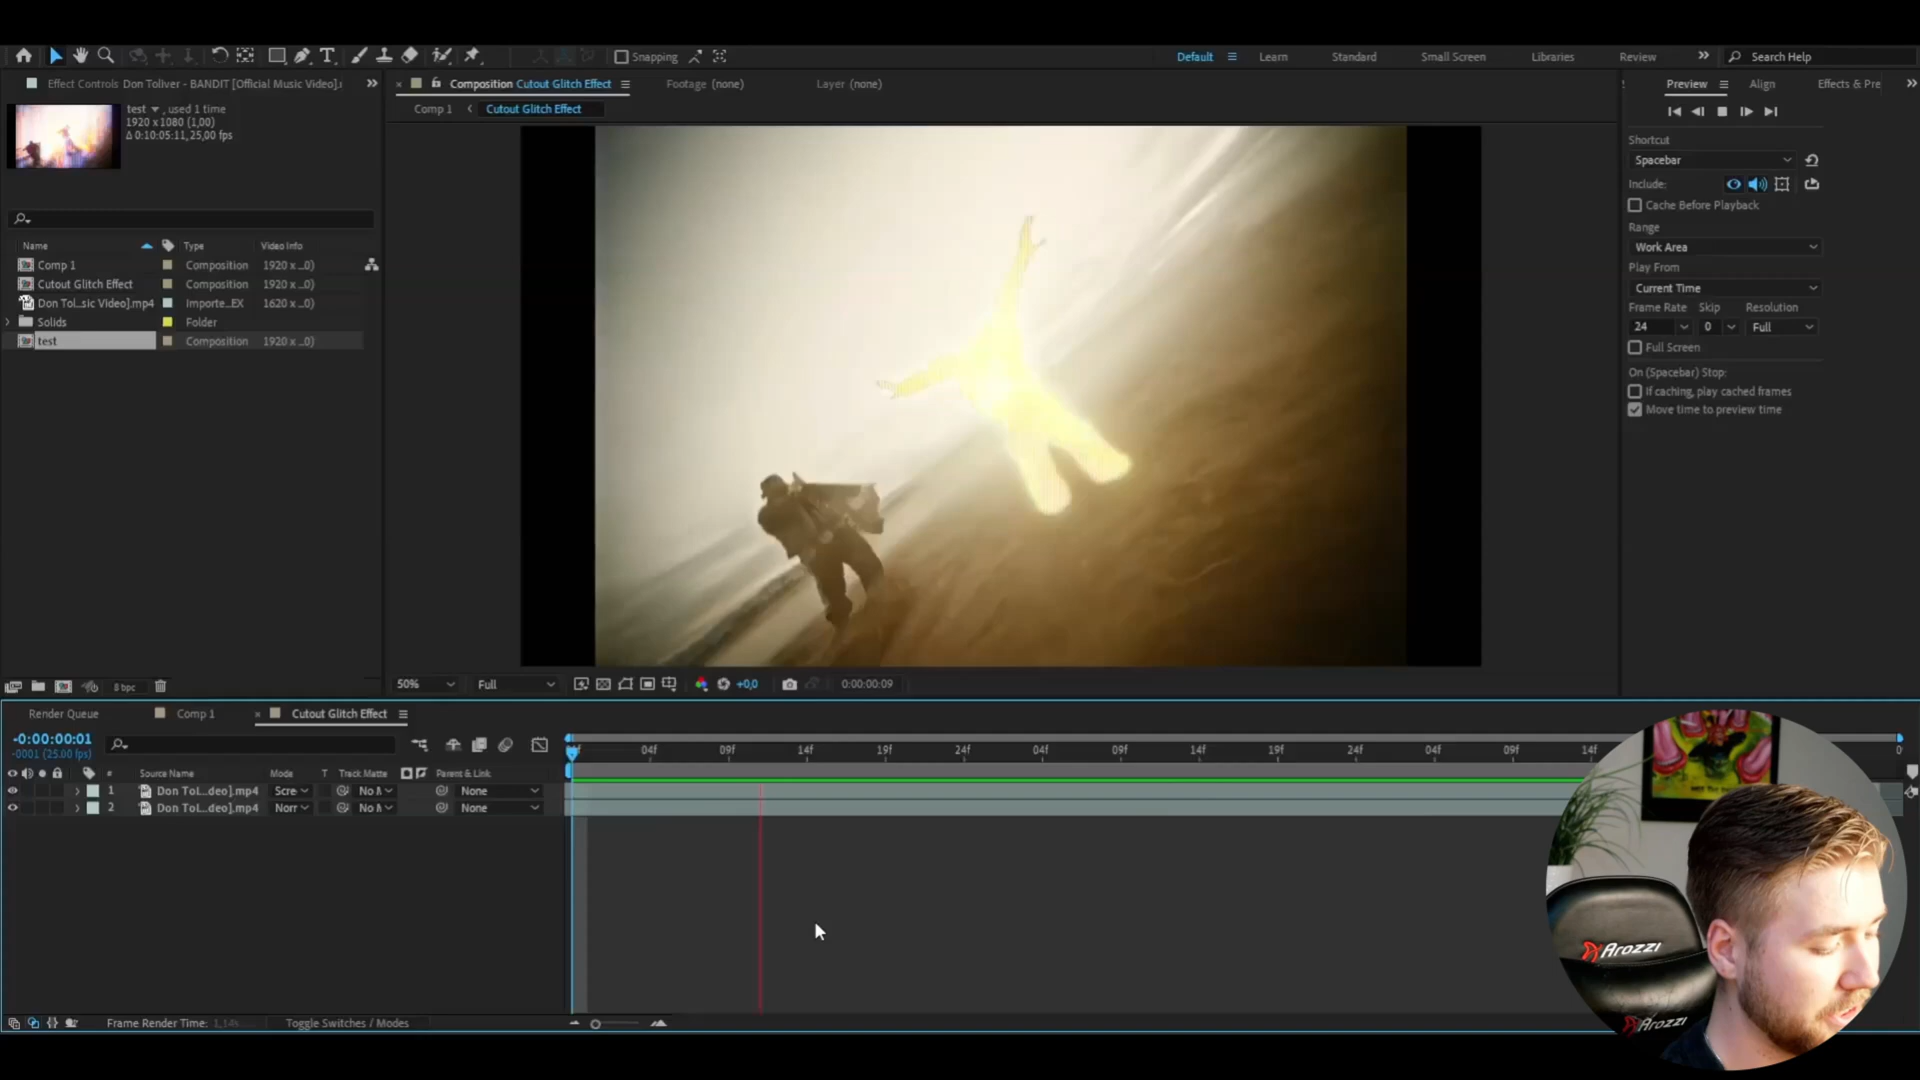 Snapping
Default
Learn
Standard
Small Screen
Libraries
Review
Search Help
Effect Controls Don Toliver - BANDIT [Official Music Video].
Composition Cutout Glitch Effect
Footage (none)
Layer (none)
Preview
Align
Effects & Pre
test , used 1 time
1920 x 1080 (1,00)
Δ 0:10:05:11, 25,00 fps
Comp 1
Cutout Glitch Effect
Shortcut
Spacebar
Include:
Cache Before Playback
Range
Work Area
Play From
Current Time
Frame Rate Skip Resolution
24 0 Full
Full Screen
On (Spacebar) Stop:
If caching, play cached frames
Move time to preview time
Name Type Video Info
Comp 1 Composition 1920 x ...0)
Cutout Glitch Effect Composition 1920 x ...0)
Don Tol...sic Video].mp4 Importe...EX 1620 x ...0)
Solids Folder
test Composition 1920 x ...0)
8 bpc
50% Full +0,0 0:00:00:09
Render Queue Comp 1 Cutout Glitch Effect
-0:00:00:01
-0001 (25.00 fps)
04f 09f 14f 19f 24f 04f 09f 14f 19f 24f 04f 09f 14f
# Source Name Mode T Track Matte Parent & Link
1 Don Tol...deo].mp4 Scre No M None
2 Don Tol...deo].mp4 Norr No M None
Frame Render Time: Toggle Switches / Modes
Arozzi
Arozzi